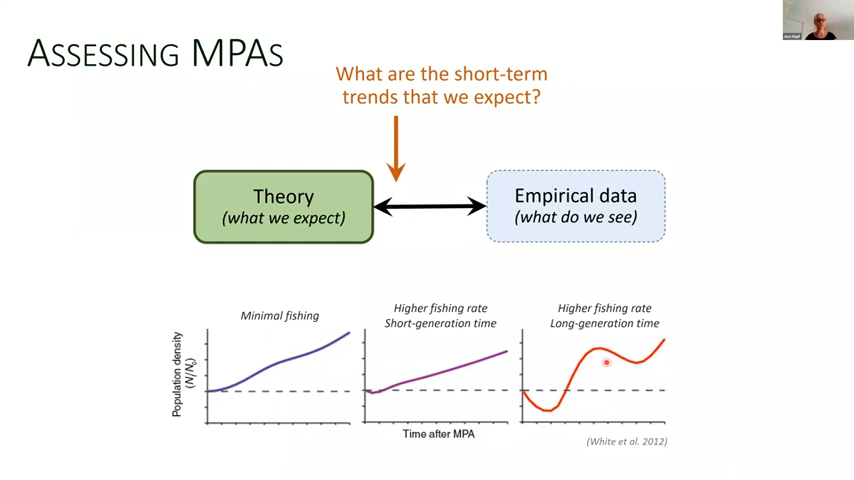 ASSESSING MPAS
What are the short-term
trends that we expect?
Theory
(what we expect)
Empirical data
(what do we see)
Minimal fishing
Higher fishing rate
Short-generation time
Higher fishing rate
Long-generation time
Population density
Time after MPA
(White et al. 2012)